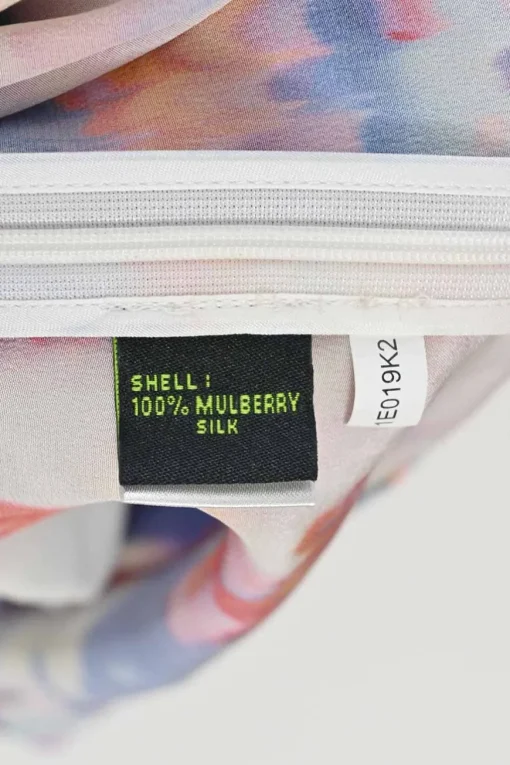 SHELL:
100% MULBERRY
SILK
1E019K2